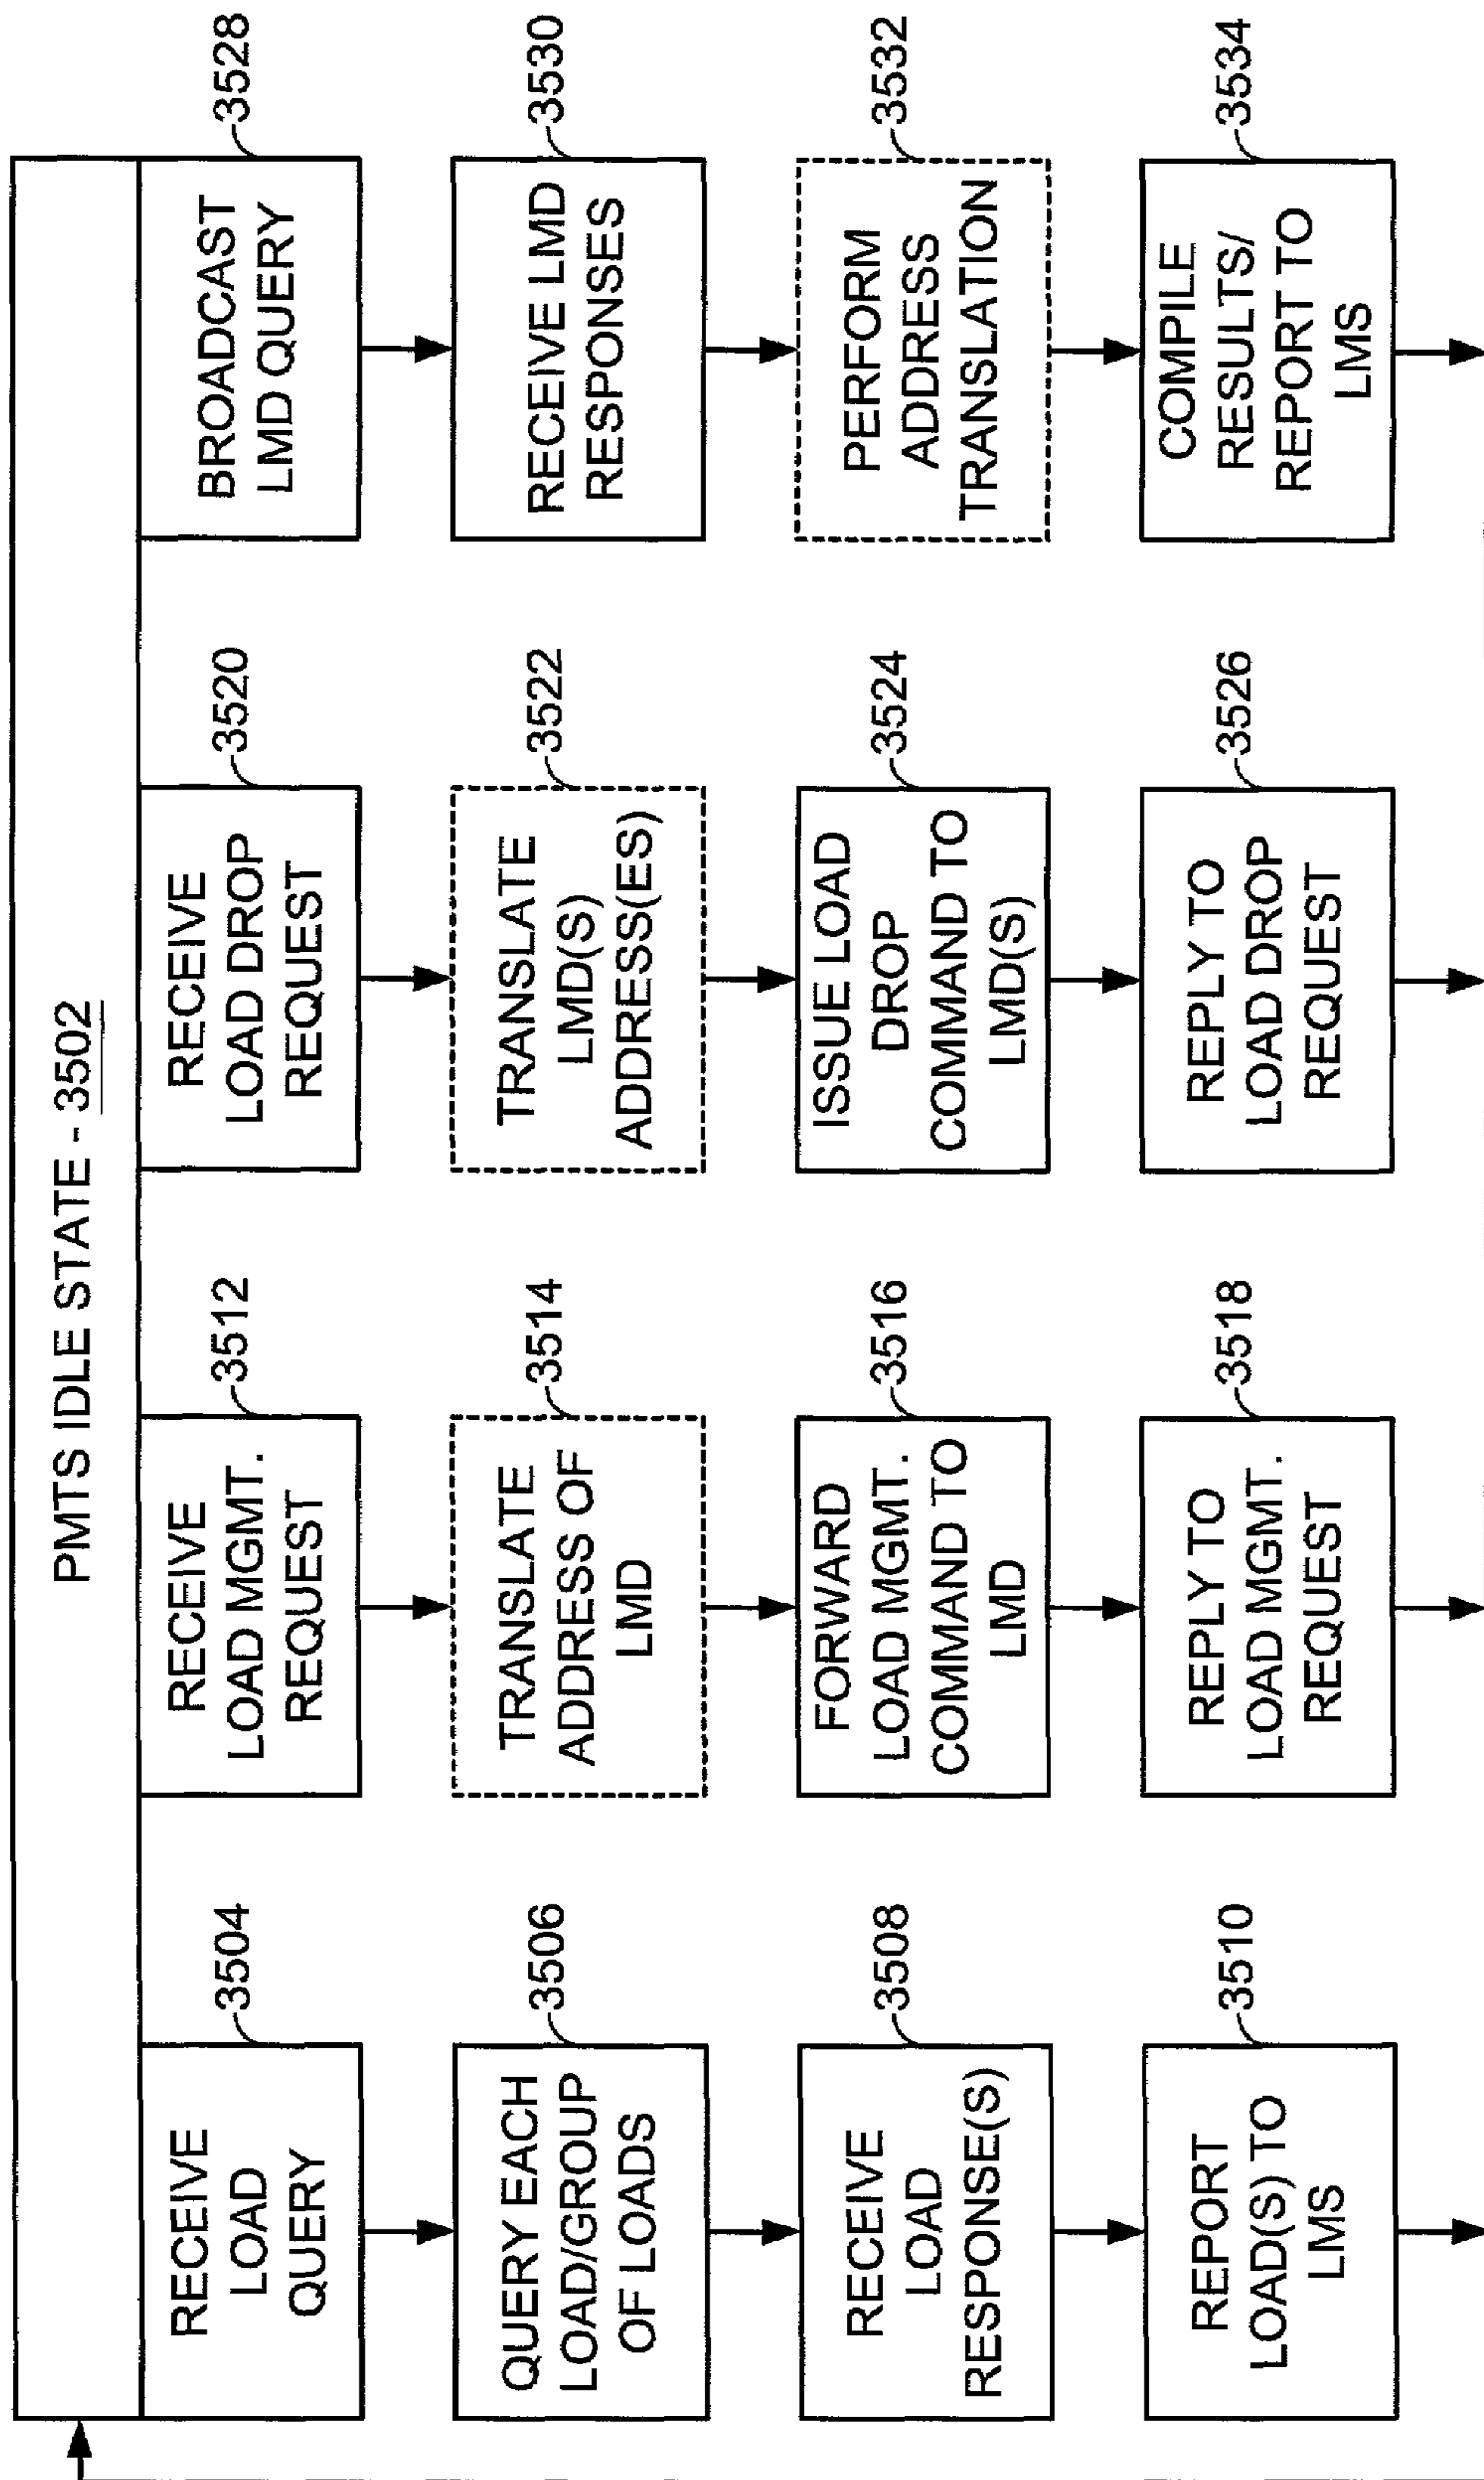 PMTS IDLE STATE - 3502
RECEIVE
LOAD
QUERY
3504
QUERY EACH
LOAD/GROUP
OF LOADS
3506
RECEIVE
LOAD
RESPONSE(S)
3508
REPORT
LOAD(S) TO
LMS
3510
RECEIVE
LOAD MGMT.
REQUEST
3512
TRANSLATE
ADDRESS OF
LMD
3514
FORWARD
LOAD MGMT.
COMMAND TO
LMD
3516
REPLY TO
LOAD MGMT.
REQUEST
3518
RECEIVE
LOAD DROP
REQUEST
3520
TRANSLATE
LMD(S)
ADDRESS(ES)
3522
ISSUE LOAD
DROP
COMMAND TO
LMD(S)
3524
REPLY TO
LOAD DROP
REQUEST
3526
BROADCAST
LMD QUERY
3528
RECEIVE LMD
RESPONSES
3530
PERFORM
ADDRESS
TRANSLATION
3532
COMPILE
RESULTS/
REPORT TO
LMS
3534